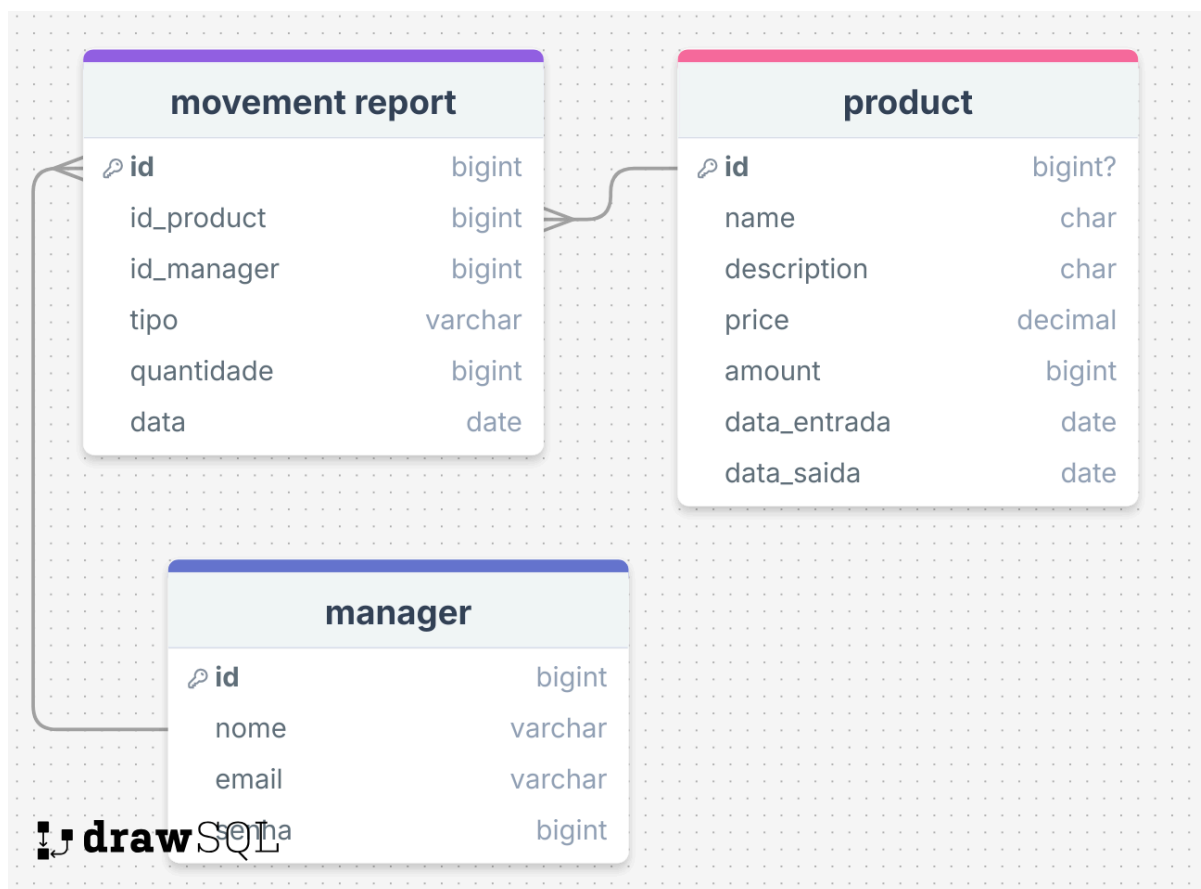 movement report
id bigint
id_product bigint
id_manager bigint
tipo varchar
quantidade bigint
data date
product
id bigint?
name char
description char
price decimal
amount bigint
data_entrada date
data_saida date
manager
id bigint
nome varchar
email varchar
senha bigint
drawSQL